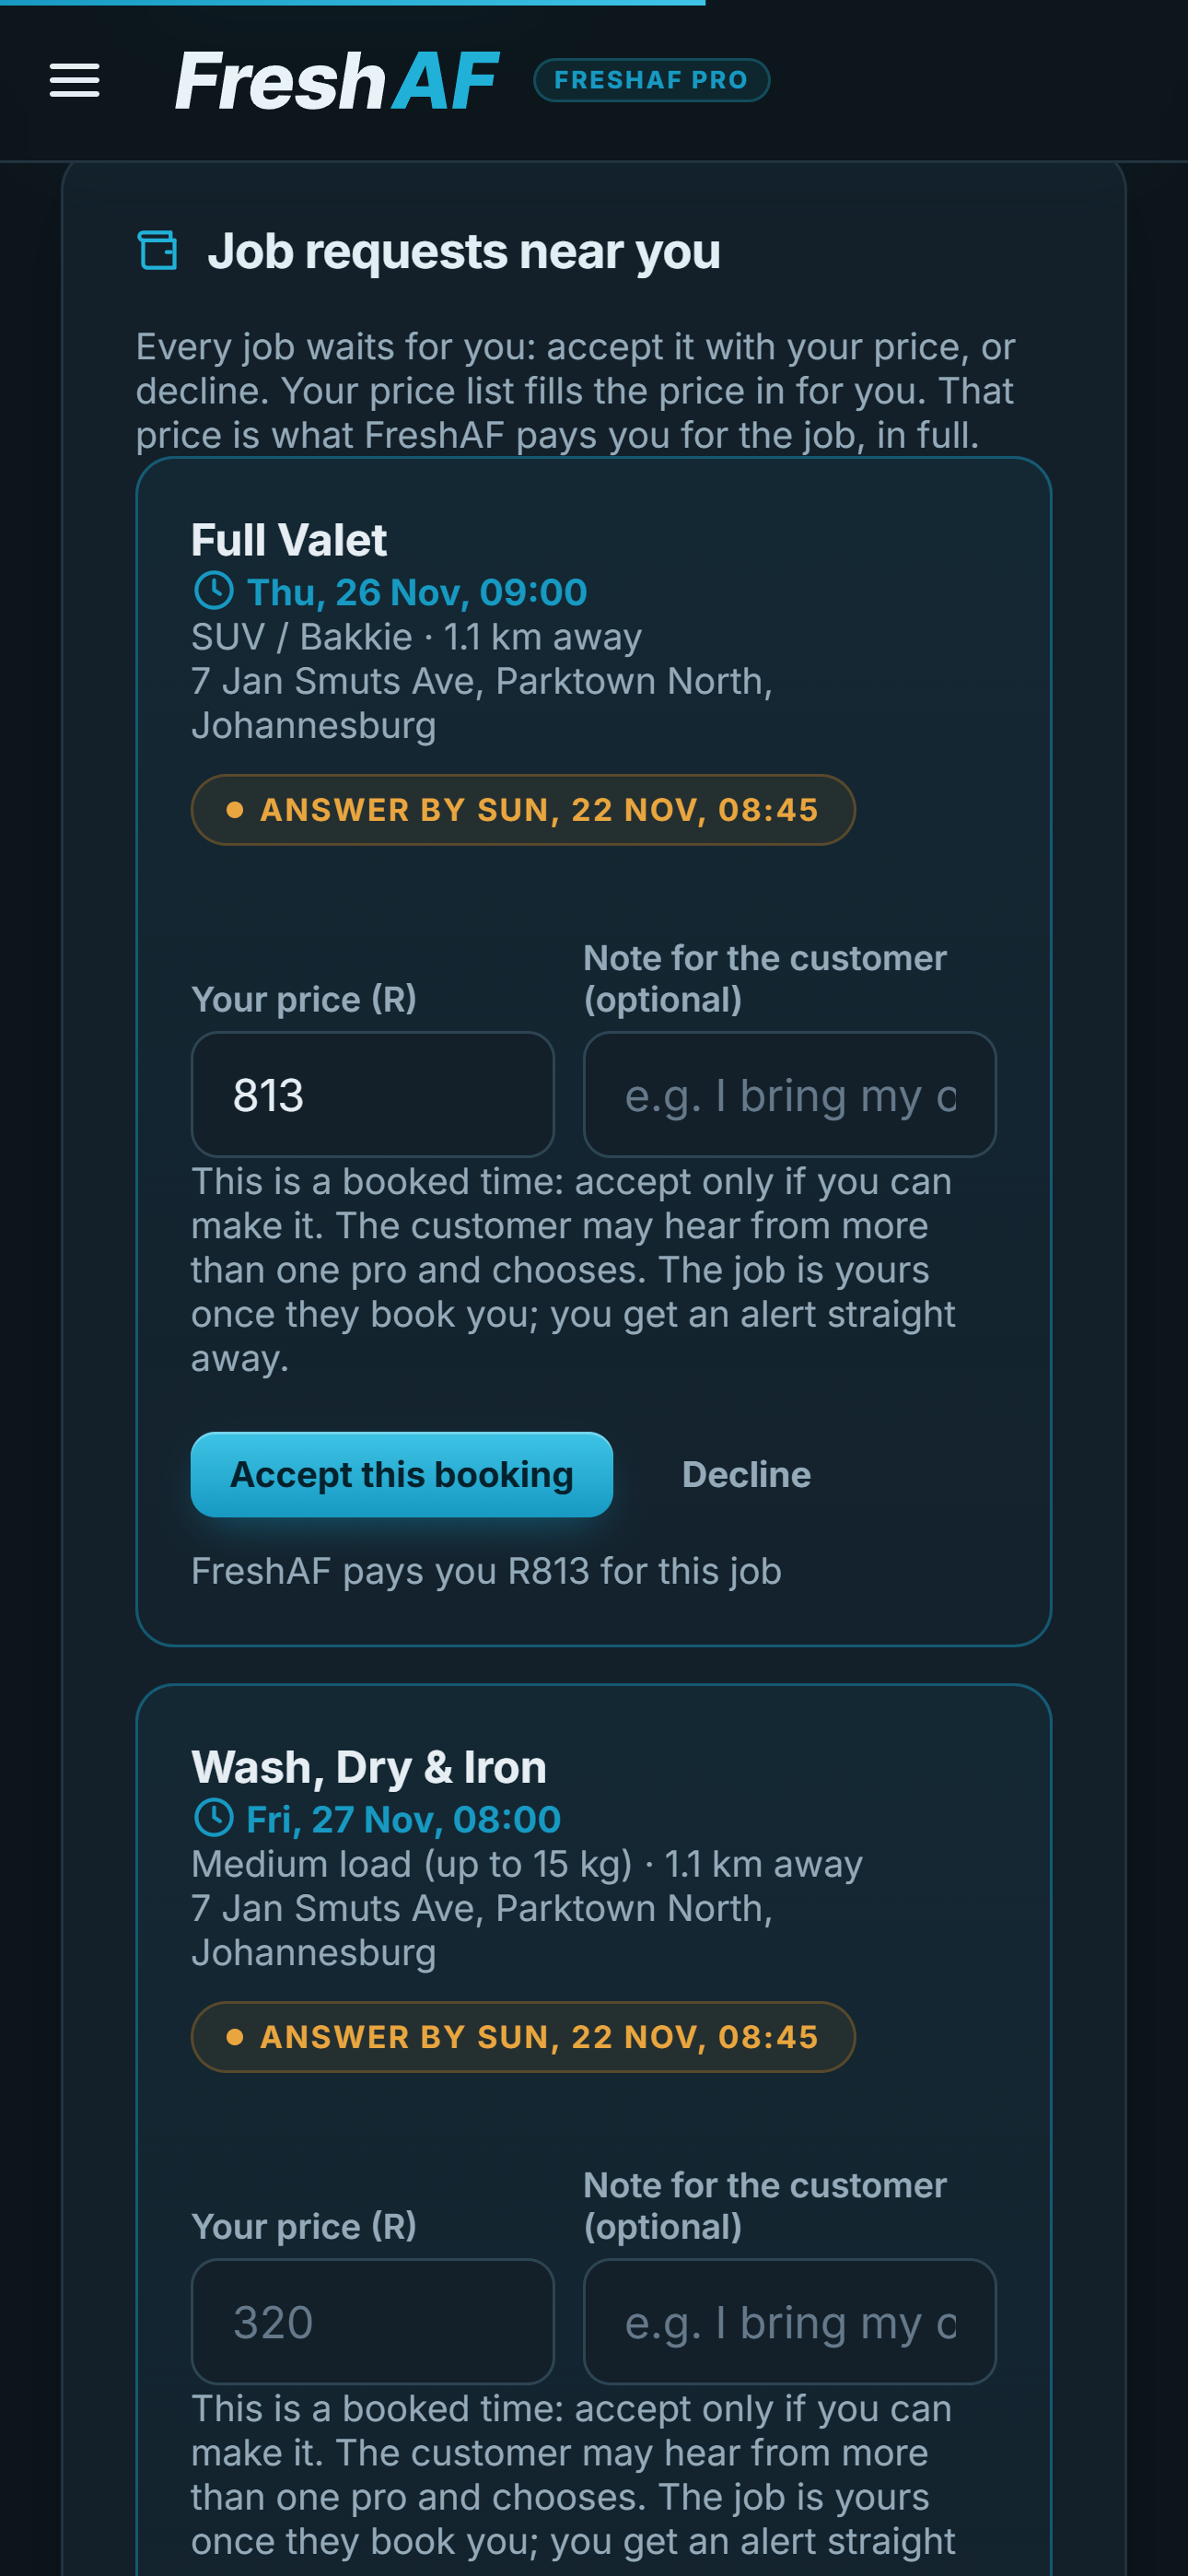 FreshAF FRESHAF PRO
Job requests near you
Every job waits for you: accept it with your price, or
decline. Your price list fills the price in for you. That
price is what FreshAF pays you for the job, in full.
Full Valet
Thu, 26 Nov, 09:00
SUV / Bakkie · 1.1 km away
7 Jan Smuts Ave, Parktown North,
Johannesburg
ANSWER BY SUN, 22 NOV, 08:45
Your price (R)
Note for the customer
(optional)
813
e.g. I bring my
This is a booked time: accept only if you can
make it. The customer may hear from more
than one pro and chooses. The job is yours
once they book you; you get an alert straight
away.
Accept this booking
Decline
FreshAF pays you R813 for this job
Wash, Dry & Iron
Fri, 27 Nov, 08:00
Medium load (up to 15 kg) · 1.1 km away
7 Jan Smuts Ave, Parktown North,
Johannesburg
ANSWER BY SUN, 22 NOV, 08:45
Your price (R)
Note for the customer
(optional)
320
e.g. I bring my
This is a booked time: accept only if you can
make it. The customer may hear from more
than one pro and chooses. The job is yours
once they book you; you get an alert straight